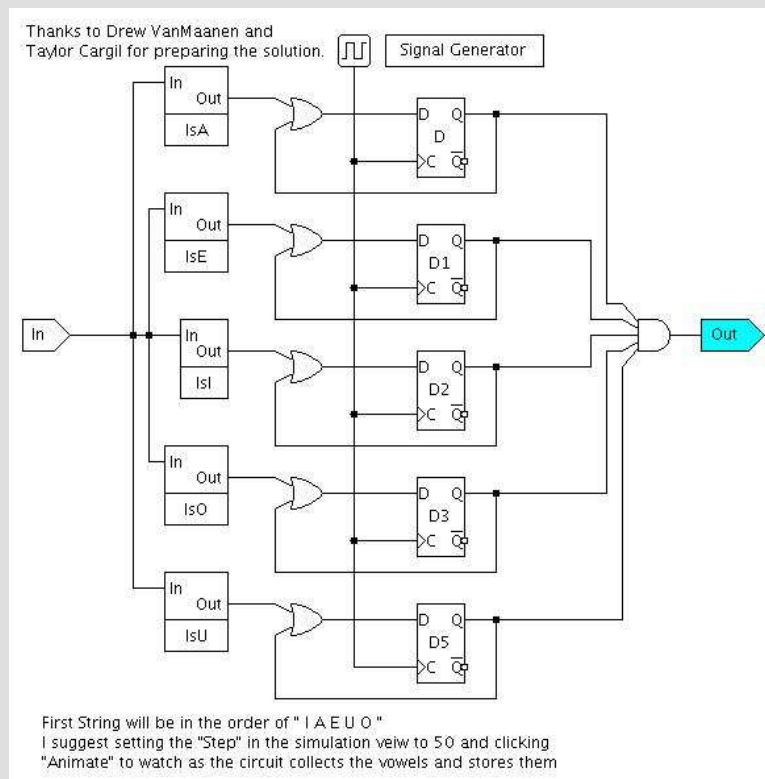 Thanks to Drew VanMaanen and
Taylor Cargil for preparing the solution.
Signal Generator
In
Out
IsA
D Q
D
C Q
In
Out
IsE
D Q
D1
C Q
In
In
Out
IsI
D Q
D2
C Q
Out
In
Out
IsO
D Q
D3
C Q
In
Out
IsU
D Q
D5
C Q
First String will be in the order of " I A E U O "
I suggest setting the "Step" in the simulation veiw to 50 and clicking
"Animate" to watch as the circuit collects the vowels and stores them